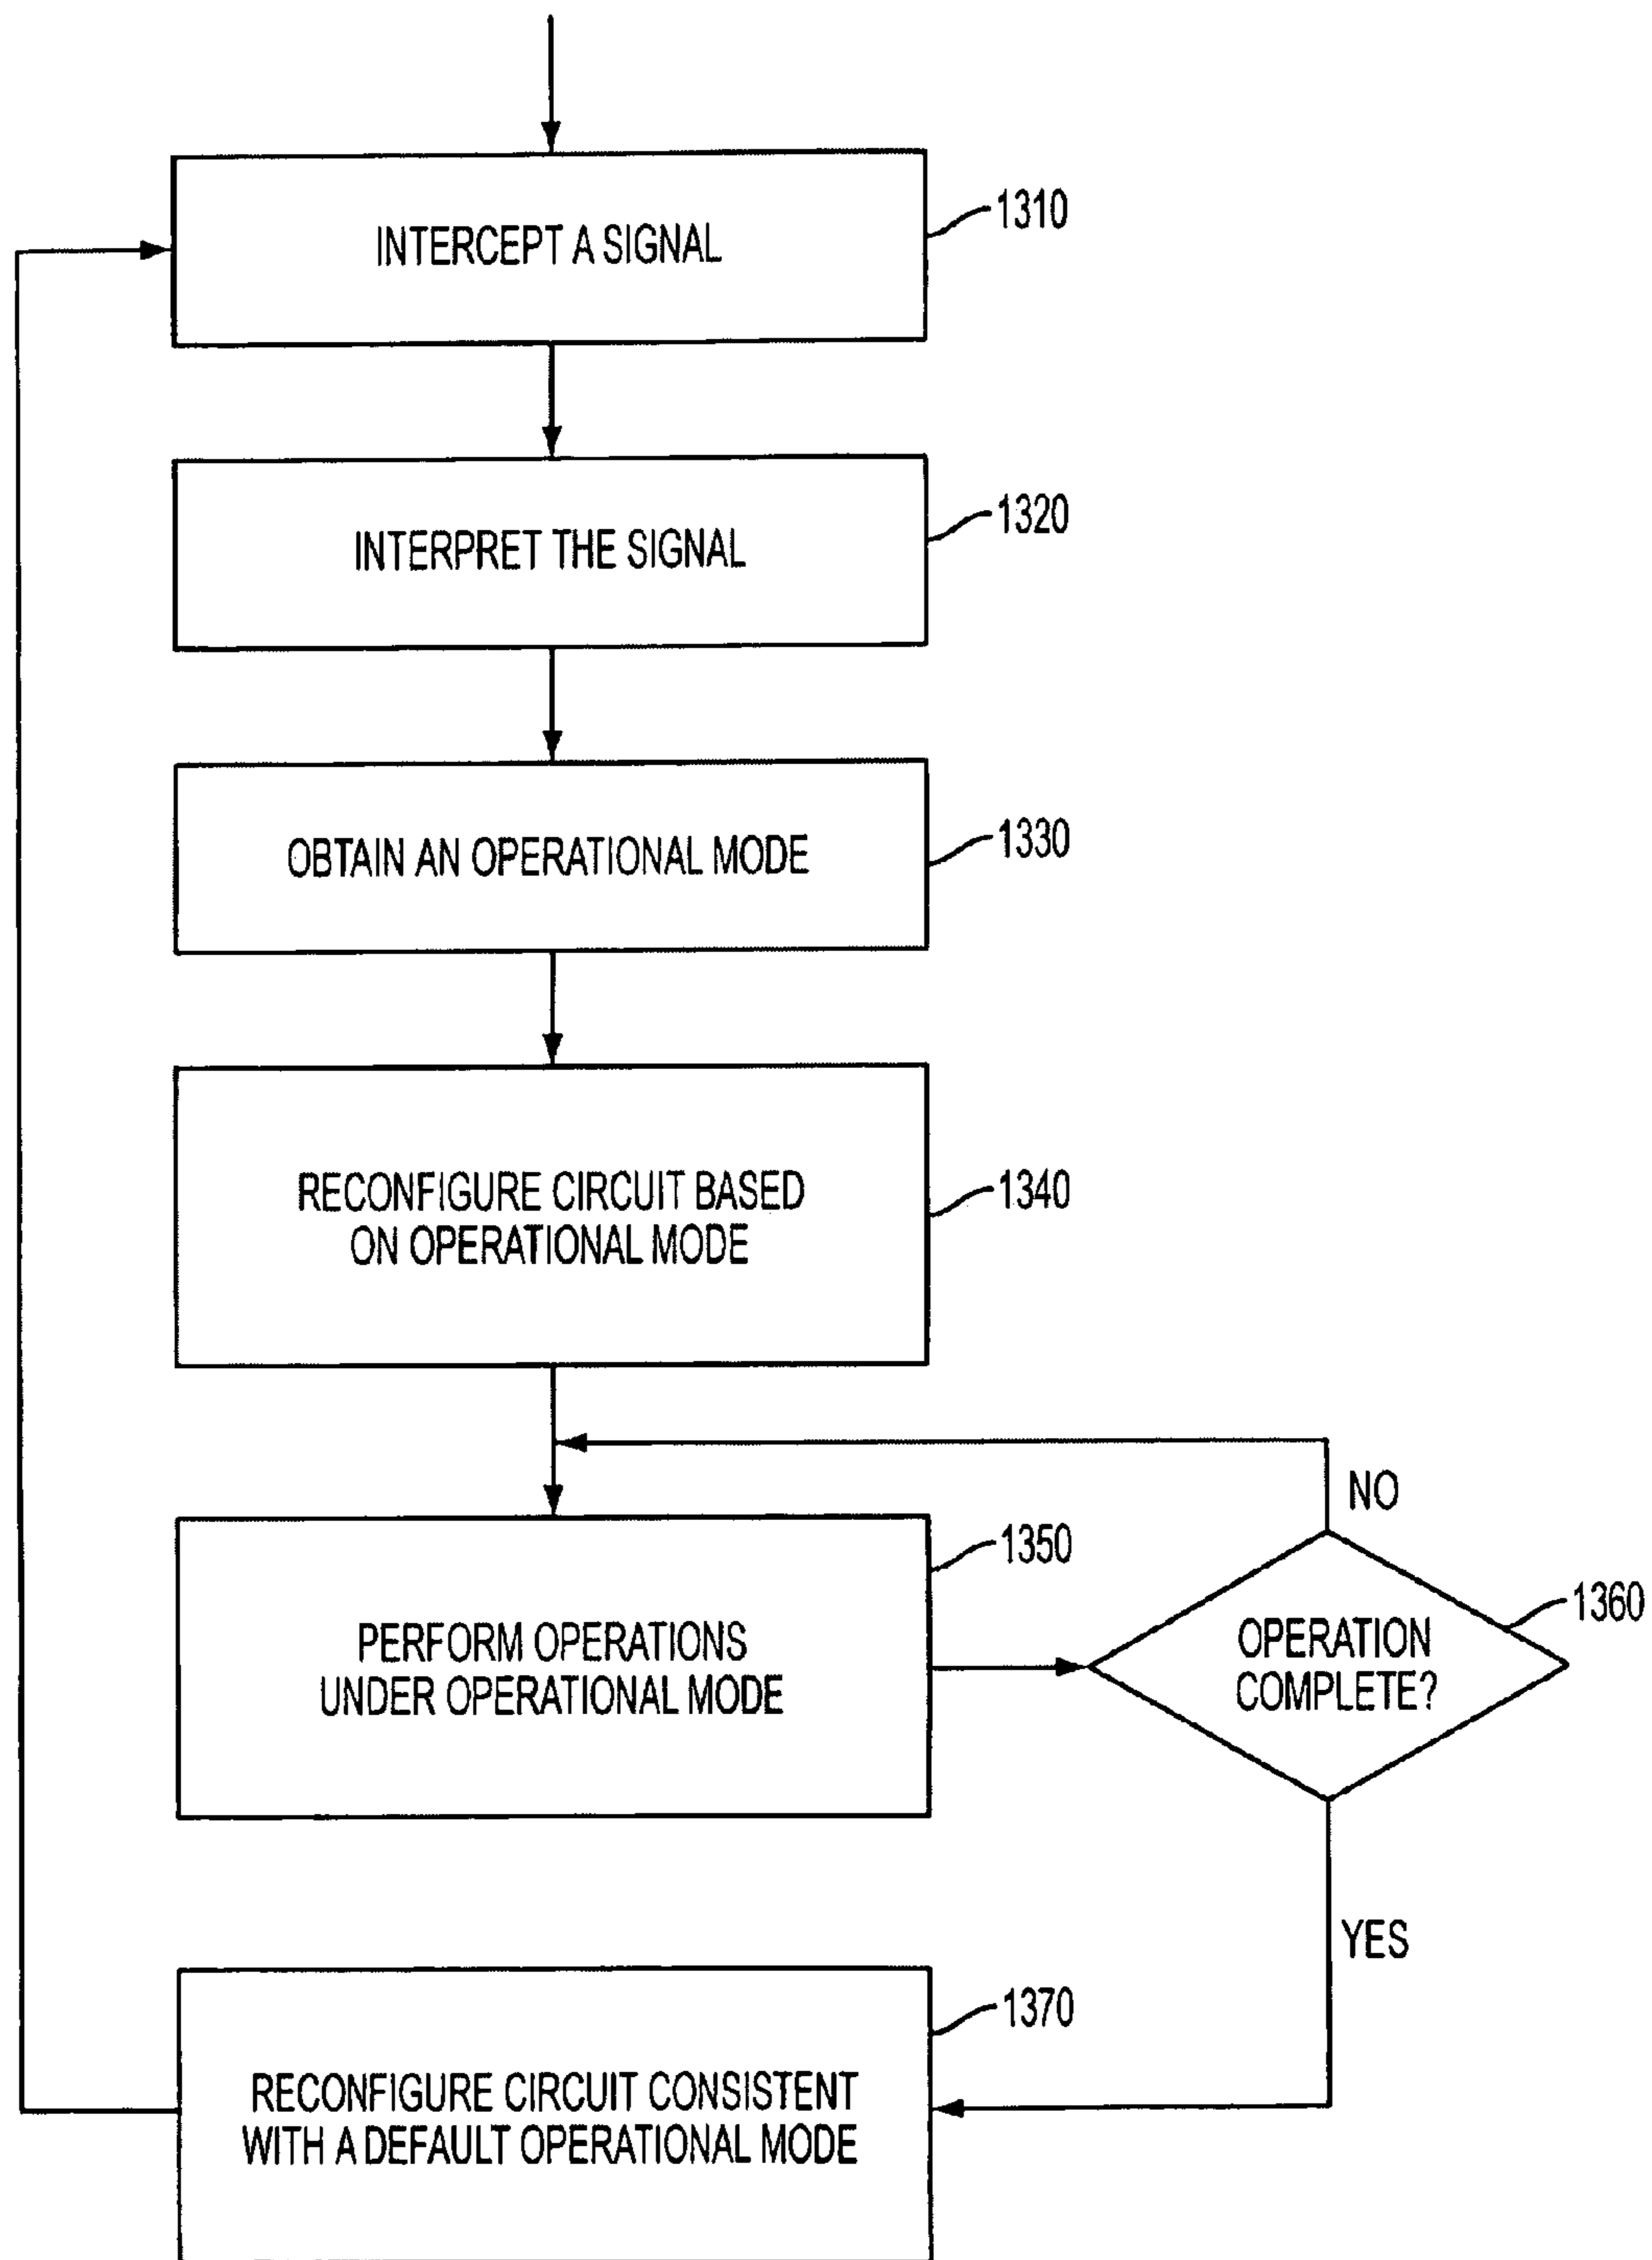 INTERCEPT A SIGNAL
1310
INTERPRET THE SIGNAL
1320
OBTAIN AN OPERATIONAL MODE
1330
RECONFIGURE CIRCUIT BASED
ON OPERATIONAL MODE
1340
NO
PERFORM OPERATIONS
UNDER OPERATIONAL MODE
1350
OPERATION
COMPLETE?
1360
YES
RECONFIGURE CIRCUIT CONSISTENT
WITH A DEFAULT OPERATIONAL MODE
1370